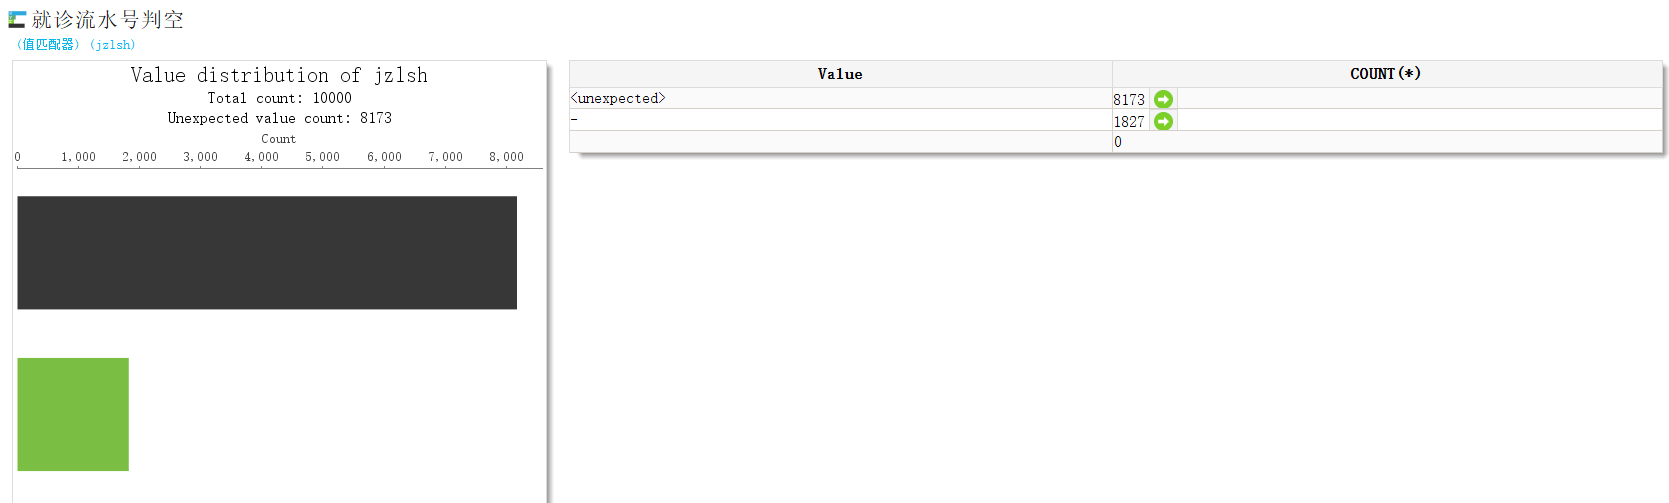 就诊流水号判空
(值匹配器) (jzlsh)
Value distribution of jzlsh
Total count: 10000
Unexpected value count: 8173
Count
0 1,000 2,000 3,000 4,000 5,000 6,000 7,000 8,000
Value COUNT(*)
<unexpected> 8173
- 1827
0